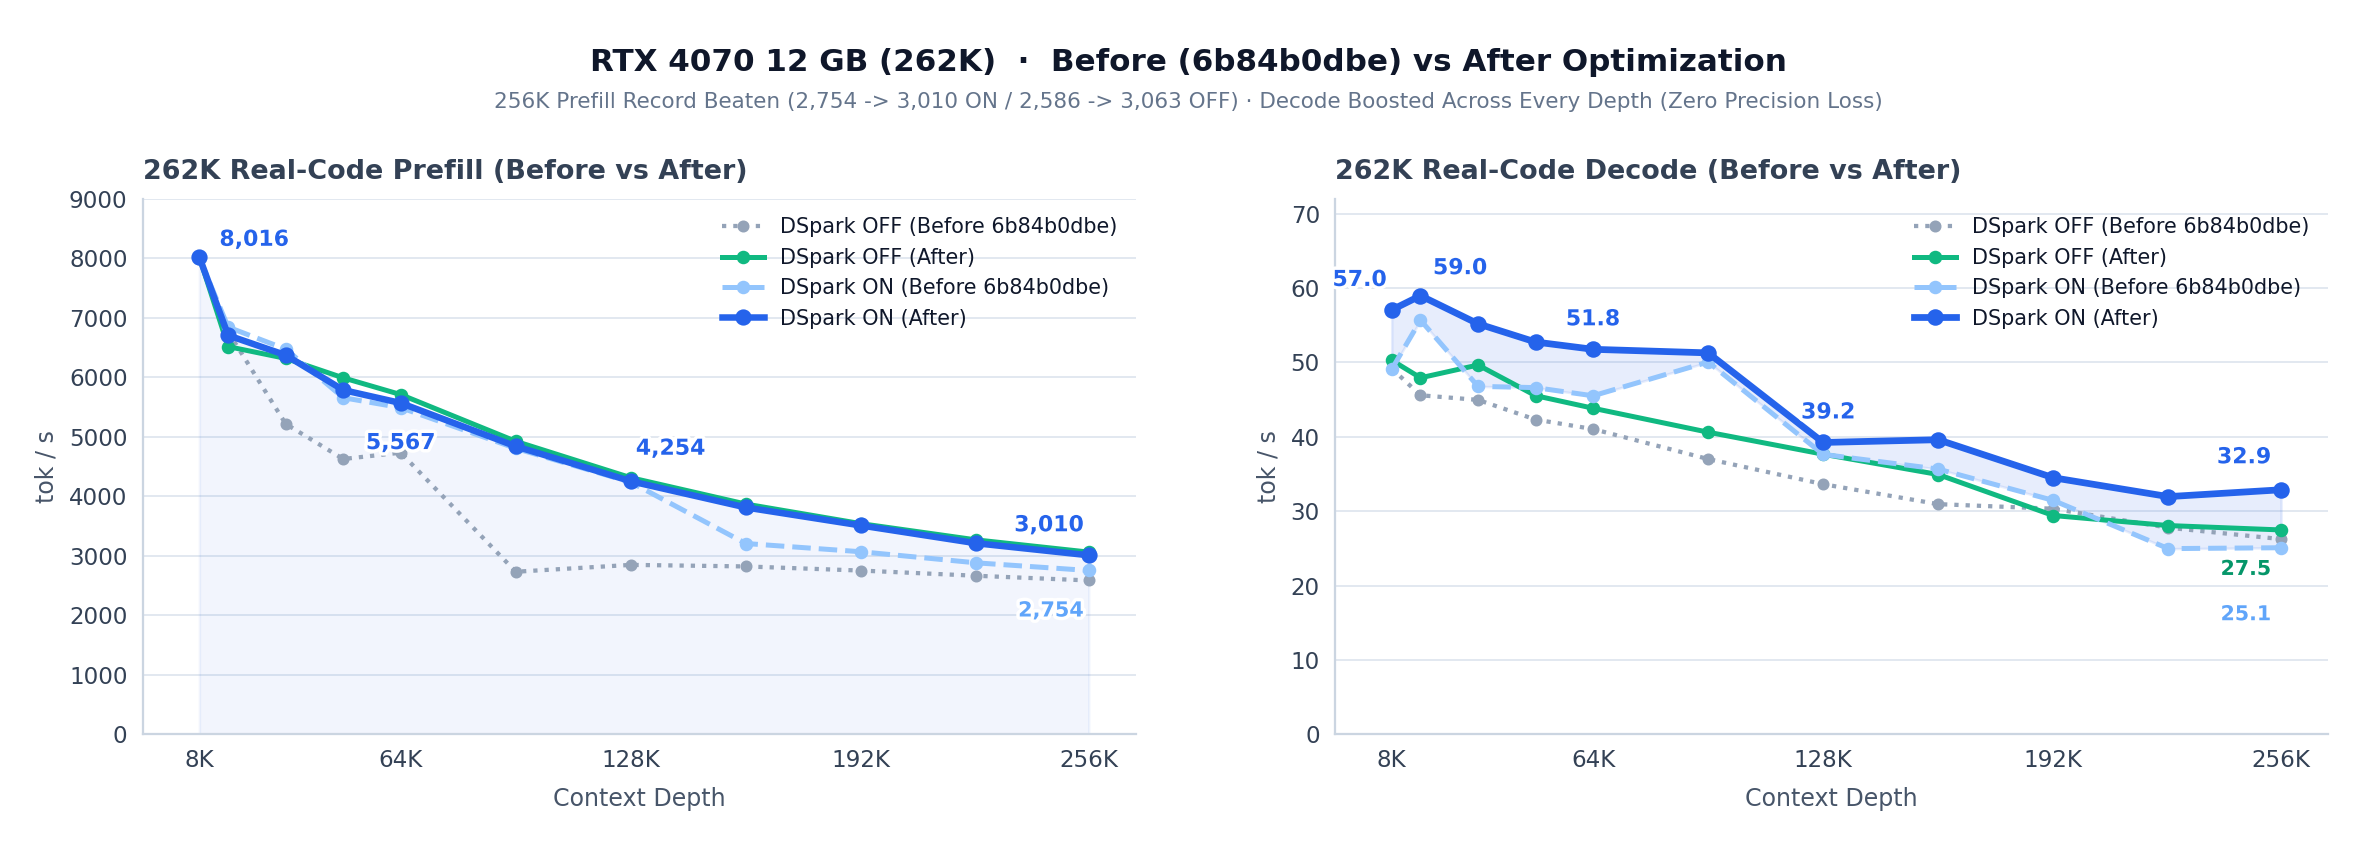 RTX 4070 12 GB (262K)  ·  Before (6b84b0dbe) vs After Optimization
256K Prefill Record Beaten (2,754 -> 3,010 ON / 2,586 -> 3,063 OFF) · Decode Boosted Across Every Depth (Zero Precision Loss)
262K Real-Code Prefill (Before vs After)
9000
8000
7000
6000
5000
4000
3000
2000
1000
0
tok / s
8,016
5,567
4,254
3,010
2,754
DSpark OFF (Before 6b84b0dbe)
DSpark OFF (After)
DSpark ON (Before 6b84b0dbe)
DSpark ON (After)
8K
64K
128K
192K
256K
Context Depth
262K Real-Code Decode (Before vs After)
70
60
50
40
30
20
10
0
tok / s
57.0
59.0
51.8
39.2
32.9
27.5
25.1
DSpark OFF (Before 6b84b0dbe)
DSpark OFF (After)
DSpark ON (Before 6b84b0dbe)
DSpark ON (After)
8K
64K
128K
192K
256K
Context Depth